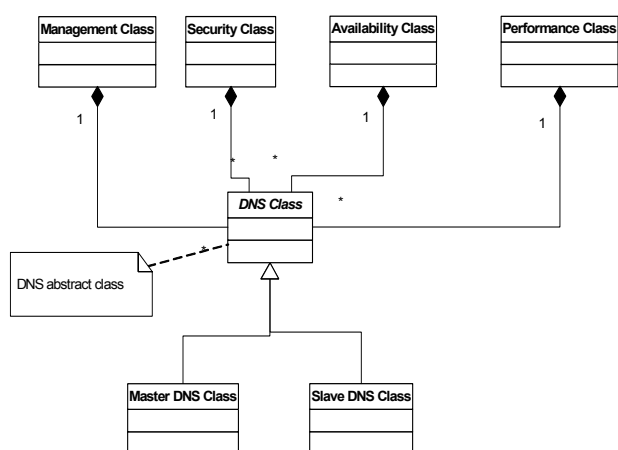 Management Class
Security Class
Availability Class
Performance Class
1
1
1
1
*
*
DNS Class
*
*
DNS abstract class
Master DNS Class
Slave DNS Class